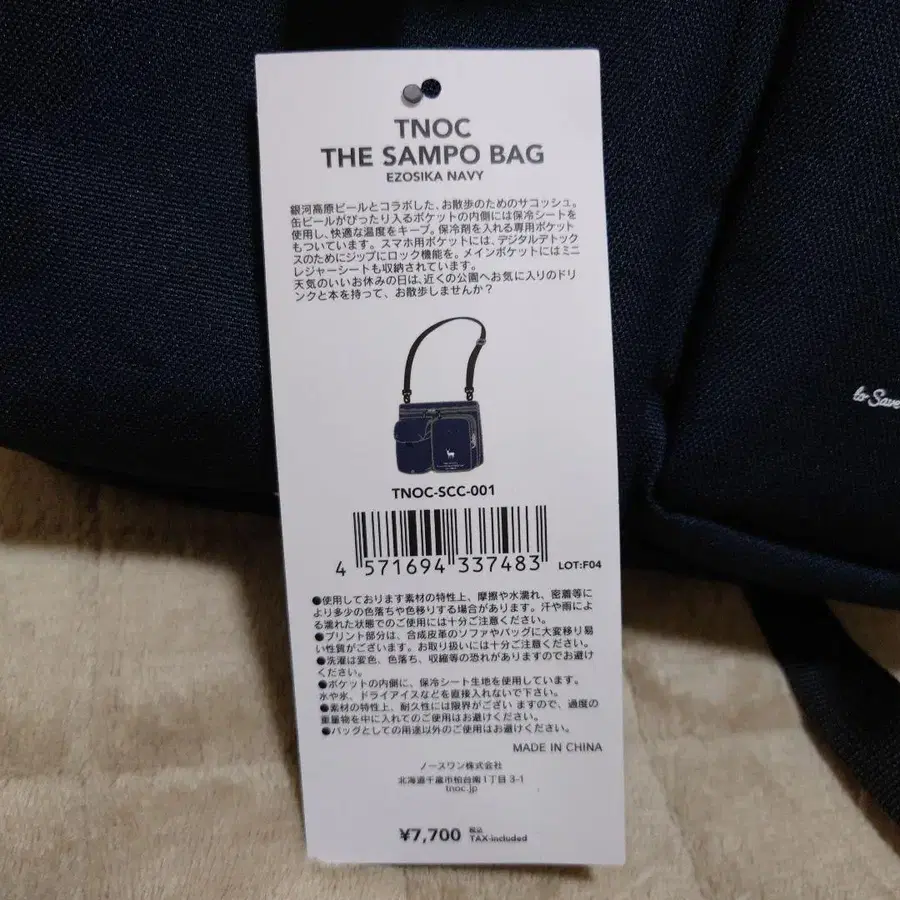 TNOC
THE SAMPO BAG
EZOSIKA NAVY
銀河高原ビールとコラボした、お散歩のためのサコッシュ。
缶ビールがぴったり入るポケットの内側には保冷シートを
使用し、快適な温度をキープ。保冷剤を入れる専用ポケット
もついています。スマホ用ポケットには、デジタルデトック
スのためにジップにロック機能を。メインポケットにはミニ
レジャーシートも収納されています。
天気のいいお休みの日は、近くの公園へお気に入りのドリ
ンクと本を持って、お散歩しませんか？
to Save
TNOC-SCC-001
4 571694 337483 LOT:F04
●使用しております素材の特性上、摩擦や水濡れ、密着等に
より多少の色落ちや色移りする場合があります。汗や雨によ
る濡れた状態でのご使用には十分ご注意ください。
●プリント部分は、合成皮革のソファやバッグに大変移り易
い性質がございます。お取り扱いには十分ご注意ください。
●洗濯は変色、色落ち、収縮等の恐れがありますのでお避け
ください。
●ポケットの内側に、保冷シート生地を使用しています。
水や氷、ドライアイスなどを直接入れないで下さい。
●素材の特性上、耐久性には限界がござい ますので、過度の
重量物を中に入れてのご使用はお避けください。
●バッグとしての用途以外のご使用はお避けください。
MADE IN CHINA
ノースワン株式会社
北海道千歳市柏台南1丁目 3-1
tnoc.jp
¥7,700 税込 TAX-included